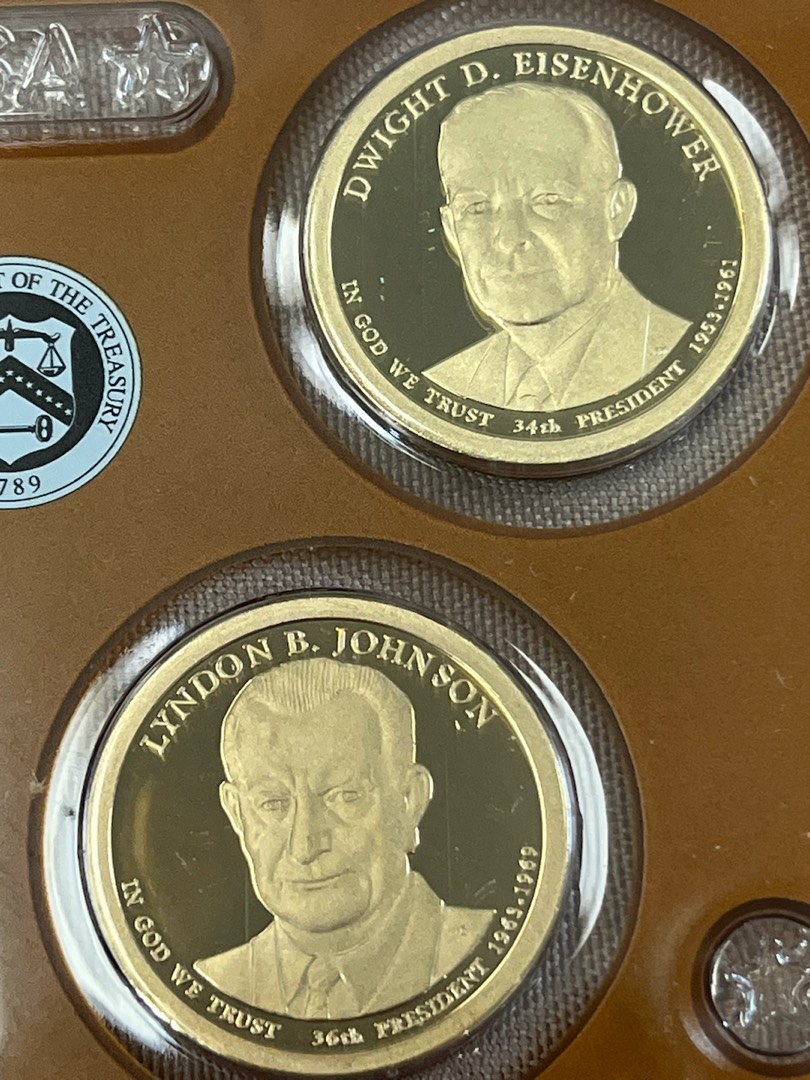 SA
DWIGHT D. EISENHOWER
IN GOD WE TRUST 34th PRESIDENT 1953-1961
OF THE TREASURY
789
LYNDON B. JOHNSON
IN GOD WE TRUST 36th PRESIDENT 1963-1969